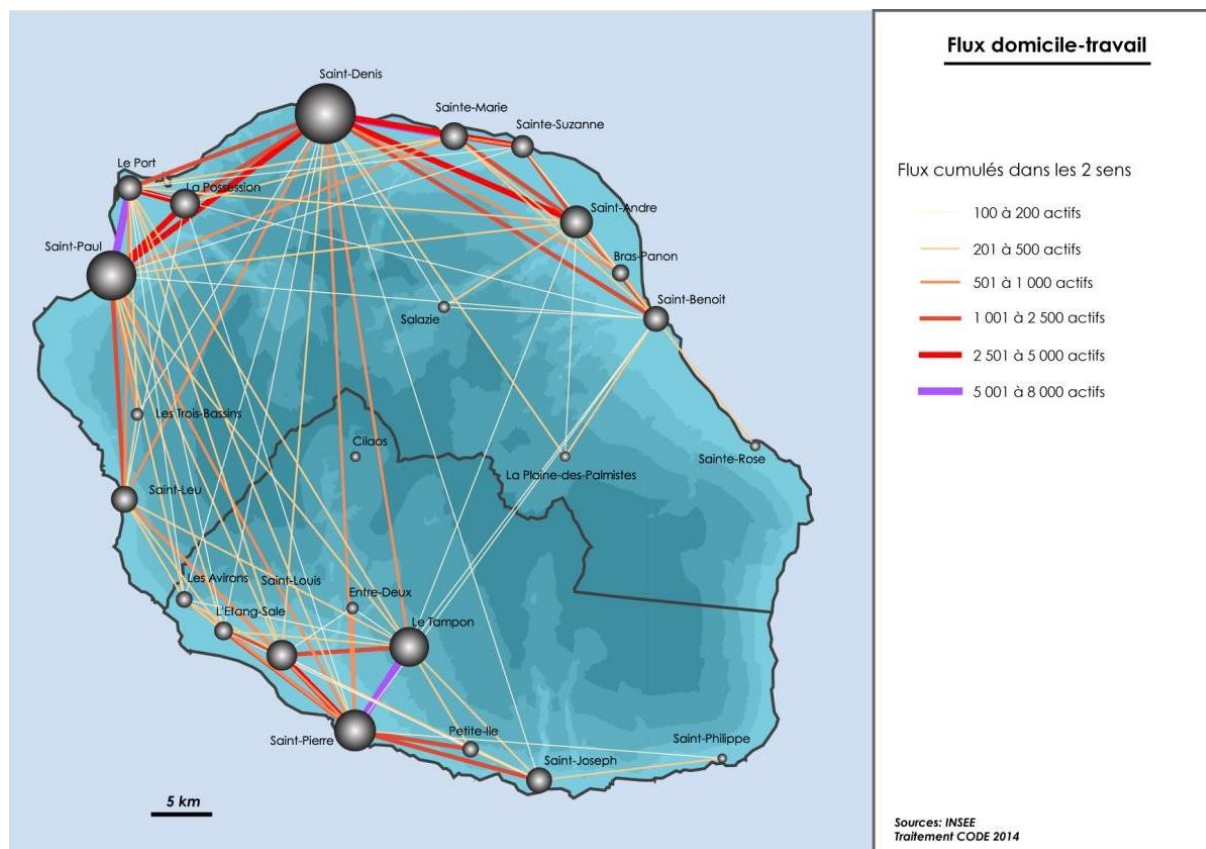 Flux domicile-travail
Flux cumulés dans les 2 sens
100 à 200 actifs
201 à 500 actifs
501 à 1 000 actifs
1 001 à 2 500 actifs
2 501 à 5 000 actifs
5 001 à 8 000 actifs
Saint-Denis
Sainte-Marie
Sainte-Suzanne
Le Port
La Possession
Saint-Andre
Saint-Paul
Bras-Panon
Saint-Benoit
Salazie
Les Trois-Bassins
Cilaos
La Plaine-des-Palmistes
Sainte-Rose
Saint-Leu
Les Avirons
Saint-Louis
Entre-Deux
L'Etang-Sale
Le Tampon
Saint-Pierre
Petite-Ile
Saint-Joseph
Saint-Philippe
5 km
Sources: INSEE
Traitement CODE 2014